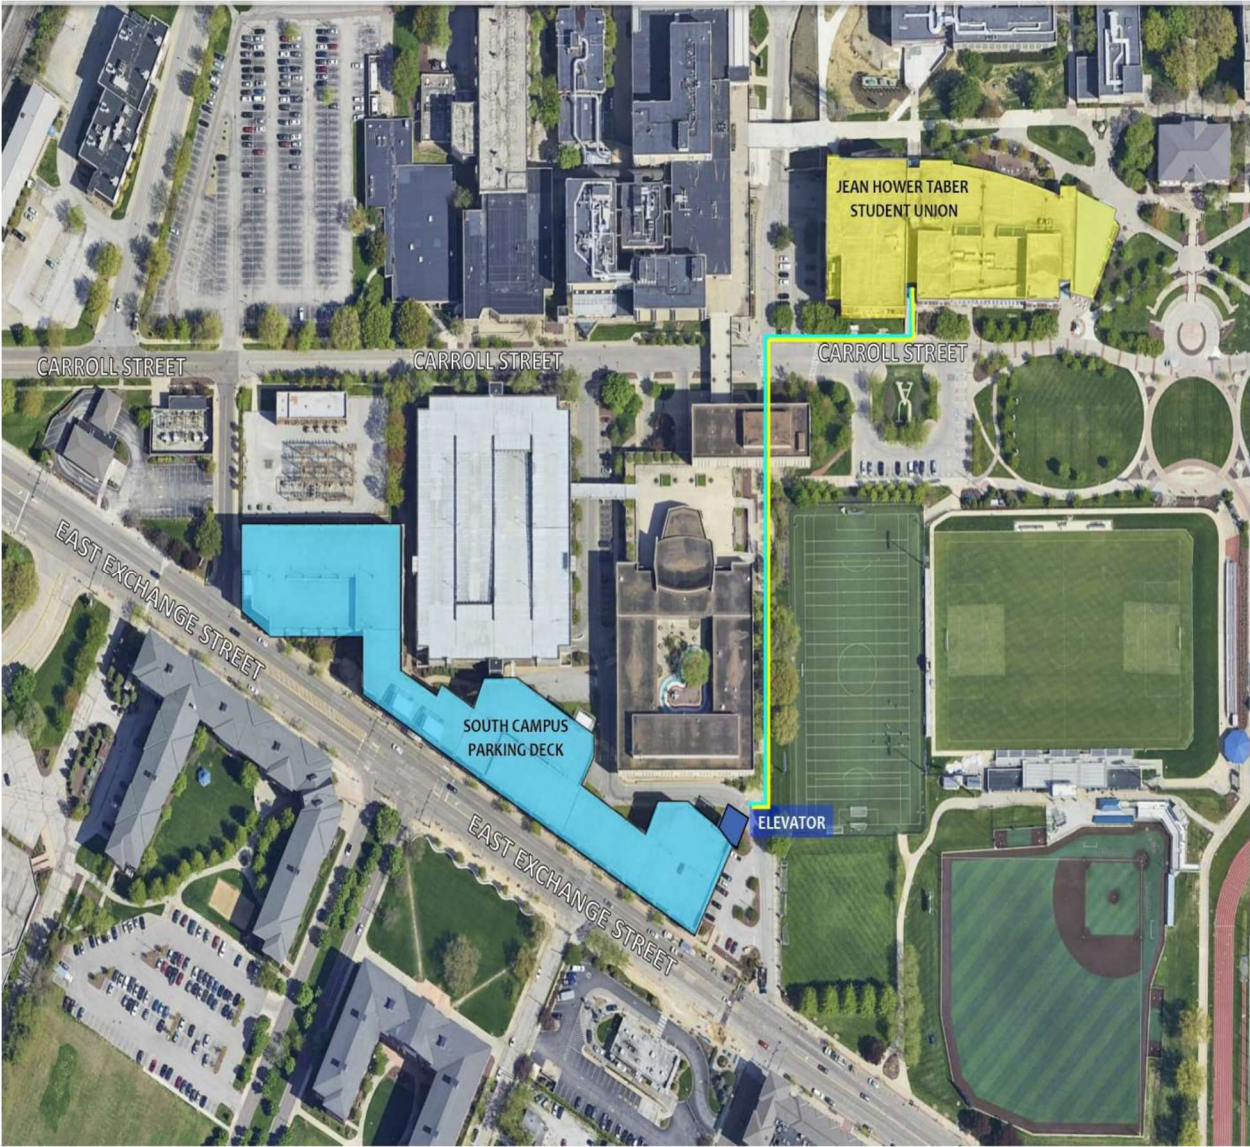 JEAN HOWER TABER
STUDENT UNION
CARROLL STREET
CARROLL STREET
CARROLL STREET
EAST EXCHANGE STREET
SOUTH CAMPUS
PARKING DECK
ELEVATOR
EAST EXCHANGE STREET